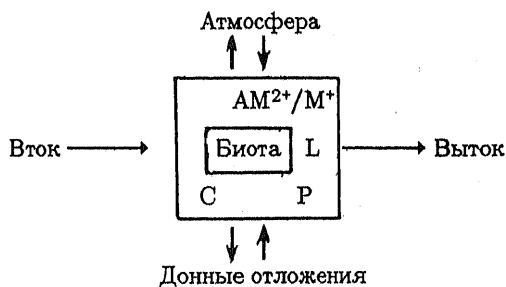 Атмосфера
AM²⁺/M⁺
Вток
Биота
L
Выток
C
P
Донные отложения